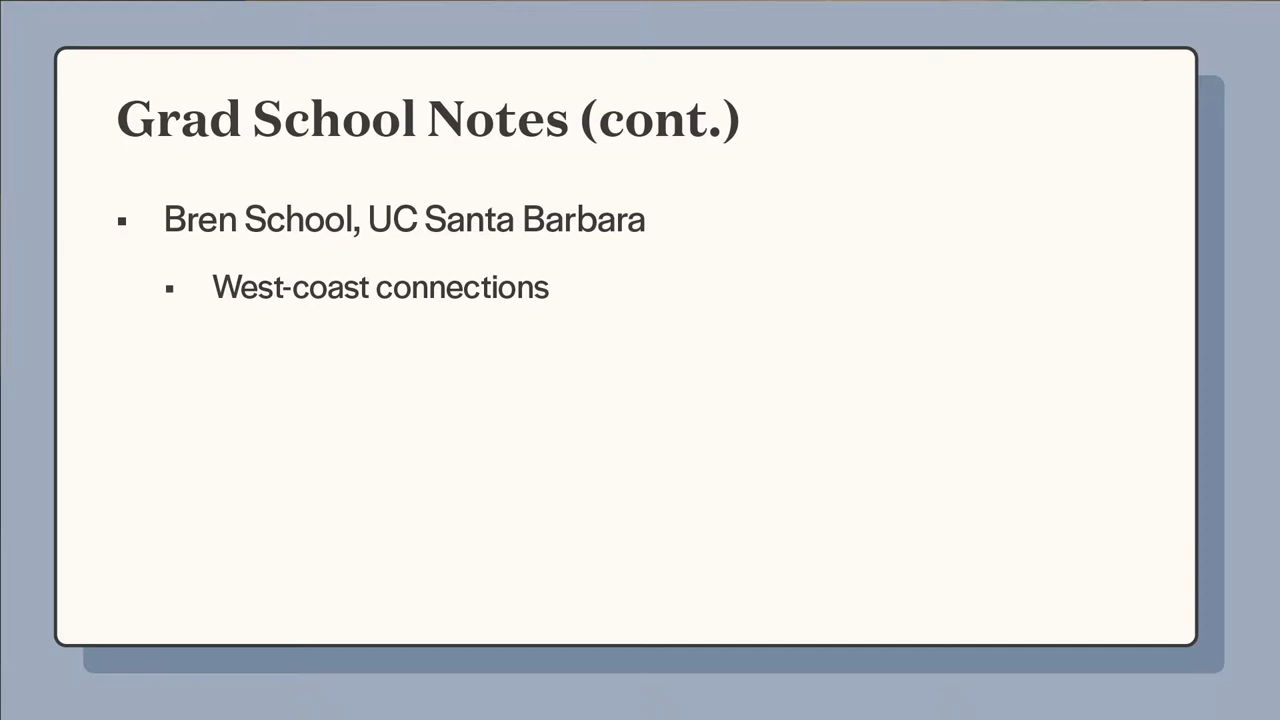 Grad School Notes (cont.)
▪ Bren School, UC Santa Barbara
▪ West-coast connections